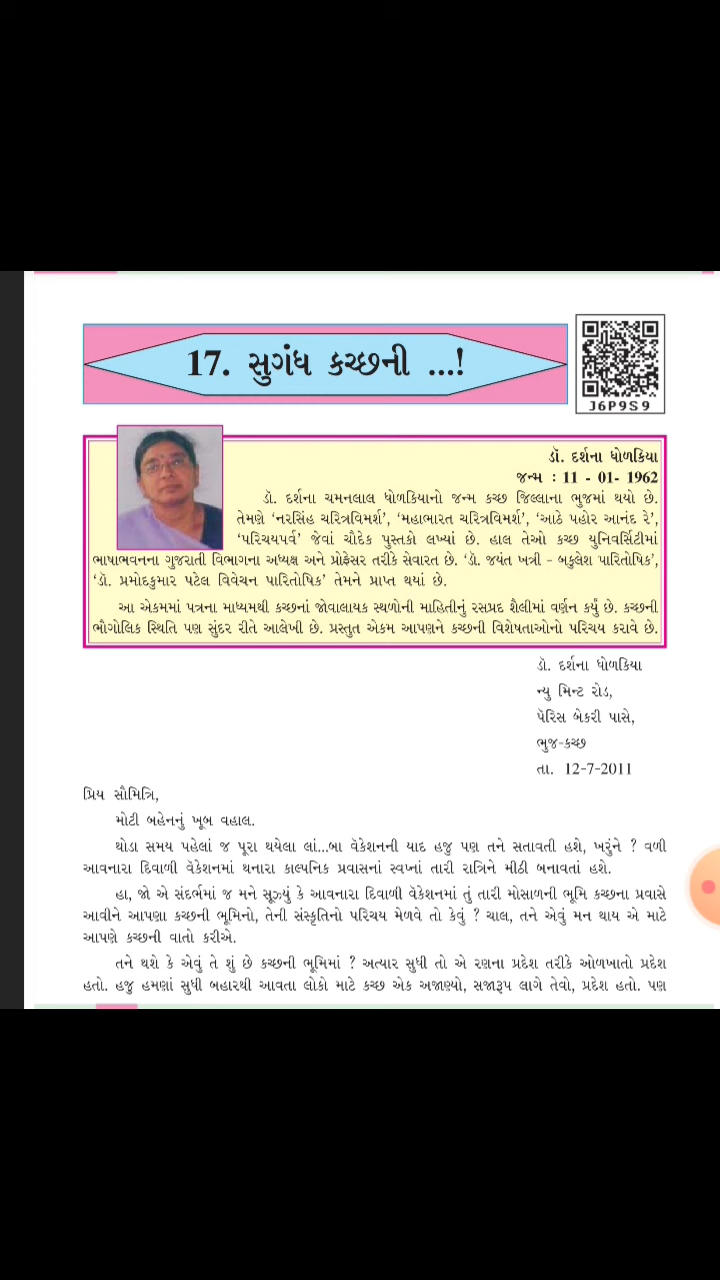 17. સુગંધ કચ્છની ...!
J6P9S9
ડૉ. દર્શના ધોળકિયા
જન્મ : 11 - 01- 1962
ડૉ. દર્શના ચમનલાલ ધોળકિયાનો જન્મ કચ્છ જિલ્લાના ભુજમાં થયો છે.
તેમણે ‘નરસિંહ ચરિત્રવિમર્શ’, ‘મહાભારત ચરિત્રવિમર્શ’, ‘આઠે પહોર આનંદ રે’,
‘પરિચયપર્વ’ જેવાં ચૌદેક પુસ્તકો લખ્યાં છે. હાલ તેઓ કચ્છ યુનિવર્સિટીમાં
ભાષાભવનના ગુજરાતી વિભાગના અધ્યક્ષ અને પ્રોફેસર તરીકે સેવારત છે. ‘ડૉ. જયંત ખત્રી - બકુલેશ પારિતોષિક’,
‘ડૉ. પ્રમોદકુમાર પટેલ વિવેચન પારિતોષિક’ તેમને પ્રાપ્ત થયાં છે.
આ એકમમાં પત્રના માધ્યમથી કચ્છનાં જોવાલાયક સ્થળોની માહિતીનું રસપ્રદ શૈલીમાં વર્ણન કર્યું છે. કચ્છની
ભૌગોલિક સ્થિતિ પણ સુંદર રીતે આલેખી છે. પ્રસ્તુત એકમ આપણને કચ્છની વિશેષતાઓનો પરિચય કરાવે છે.
ડૉ. દર્શના ધોળકિયા
ન્યુ મિન્ટ રોડ,
પૅરિસ બેકરી પાસે,
ભુજ-કચ્છ
તા. 12-7-2011
પ્રિય સૌમિત્રિ,
મોટી બહેનનું ખૂબ વહાલ.
થોડા સમય પહેલાં જ પૂરા થયેલા લાં...બા વૅકેશનની યાદ હજુ પણ તને સતાવતી હશે, ખરુંને ? વળી
આવનારા દિવાળી વૅકેશનમાં થનારા કાલ્પનિક પ્રવાસનાં સ્વપ્નાં તારી રાત્રિને મીઠી બનાવતાં હશે.
હા, જો એ સંદર્ભમાં જ મને સૂઝ્યું કે આવનારા દિવાળી વૅકેશનમાં તું તારી મોસાળની ભૂમિ કચ્છના પ્રવાસે
આવીને આપણા કચ્છની ભૂમિનો, તેની સંસ્કૃતિનો પરિચય મેળવે તો કેવું ? ચાલ, તને એવું મન થાય એ માટે
આપણે કચ્છની વાતો કરીએ.
તને થશે કે એવું તે શું છે કચ્છની ભૂમિમાં ? અત્યાર સુધી તો એ રણના પ્રદેશ તરીકે ઓળખાતો પ્રદેશ
હતો. હજુ હમણાં સુધી બહારથી આવતા લોકો માટે કચ્છ એક અજાણ્યો, સજારૂપ લાગે તેવો, પ્રદેશ હતો. પણ